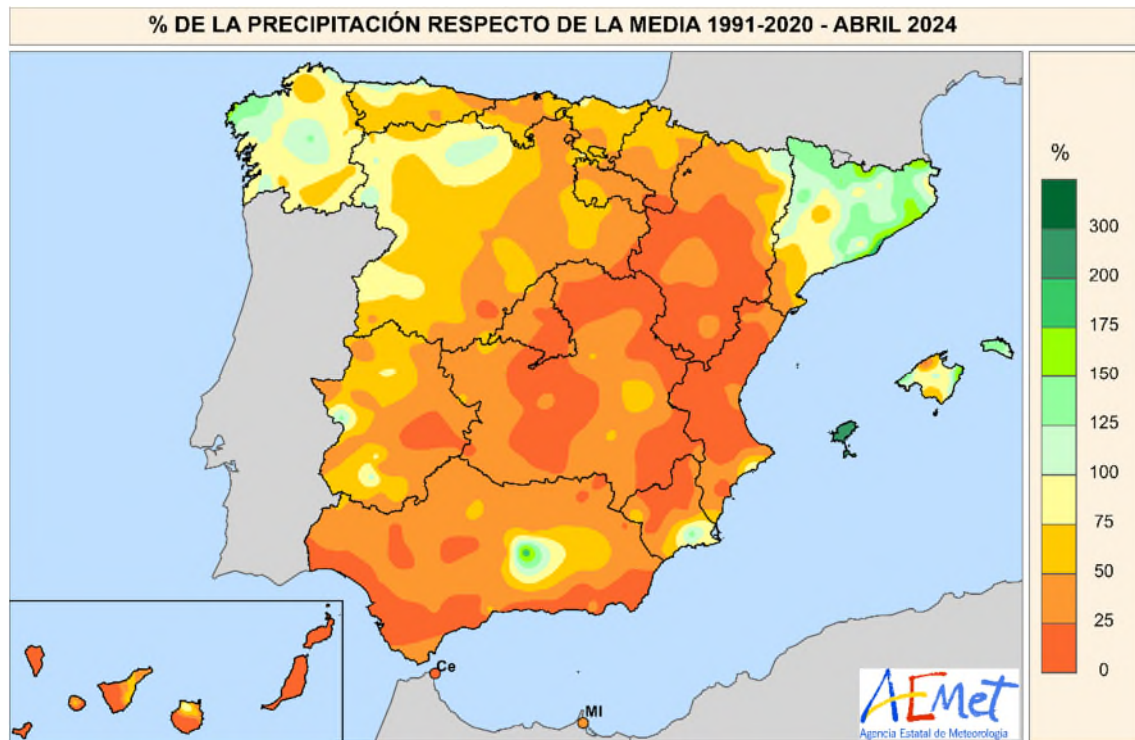 % DE LA PRECIPITACIÓN RESPECTO DE LA MEDIA 1991-2020 - ABRIL 2024
%
300
200
175
150
125
100
75
50
25
0
Ce
Ml
AEMet
Agencia Estatal de Meteorología